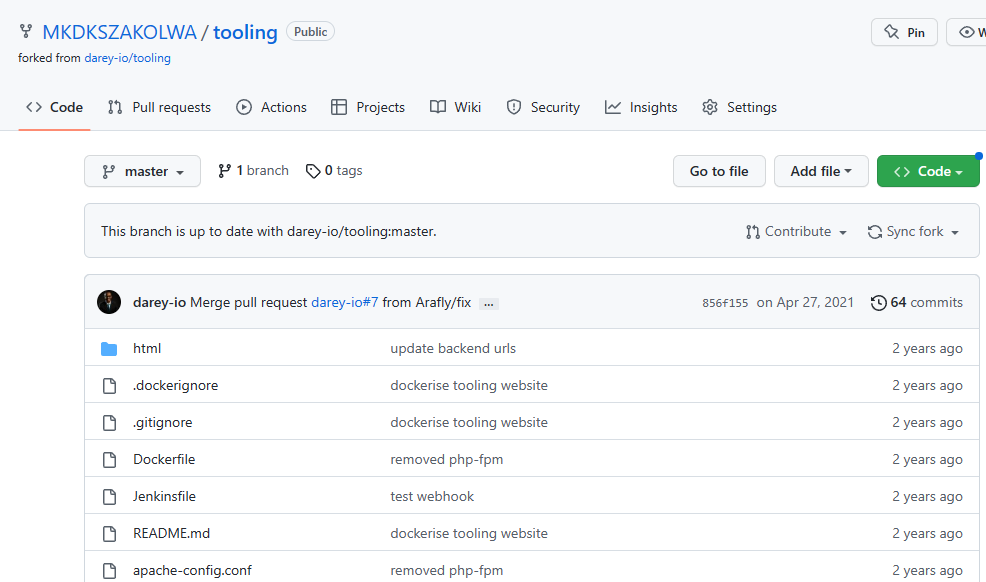 MKDKSZAKOLWA / tooling Public Pin
forked from darey-io/tooling
Code Pull requests Actions Projects Wiki Security Insights Settings
master 1 branch 0 tags Go to file Add file Code
This branch is up to date with darey-io/tooling:master. Contribute Sync fork
darey-io Merge pull request darey-io#7 from Arafly/fix ... 856f155 on Apr 27, 2021 64 commits
html update backend urls 2 years ago
.dockerignore dockerise tooling website 2 years ago
.gitignore dockerise tooling website 2 years ago
Dockerfile removed php-fpm 2 years ago
Jenkinsfile test webhook 2 years ago
README.md dockerise tooling website 2 years ago
apache-config.conf removed php-fpm 2 years ago